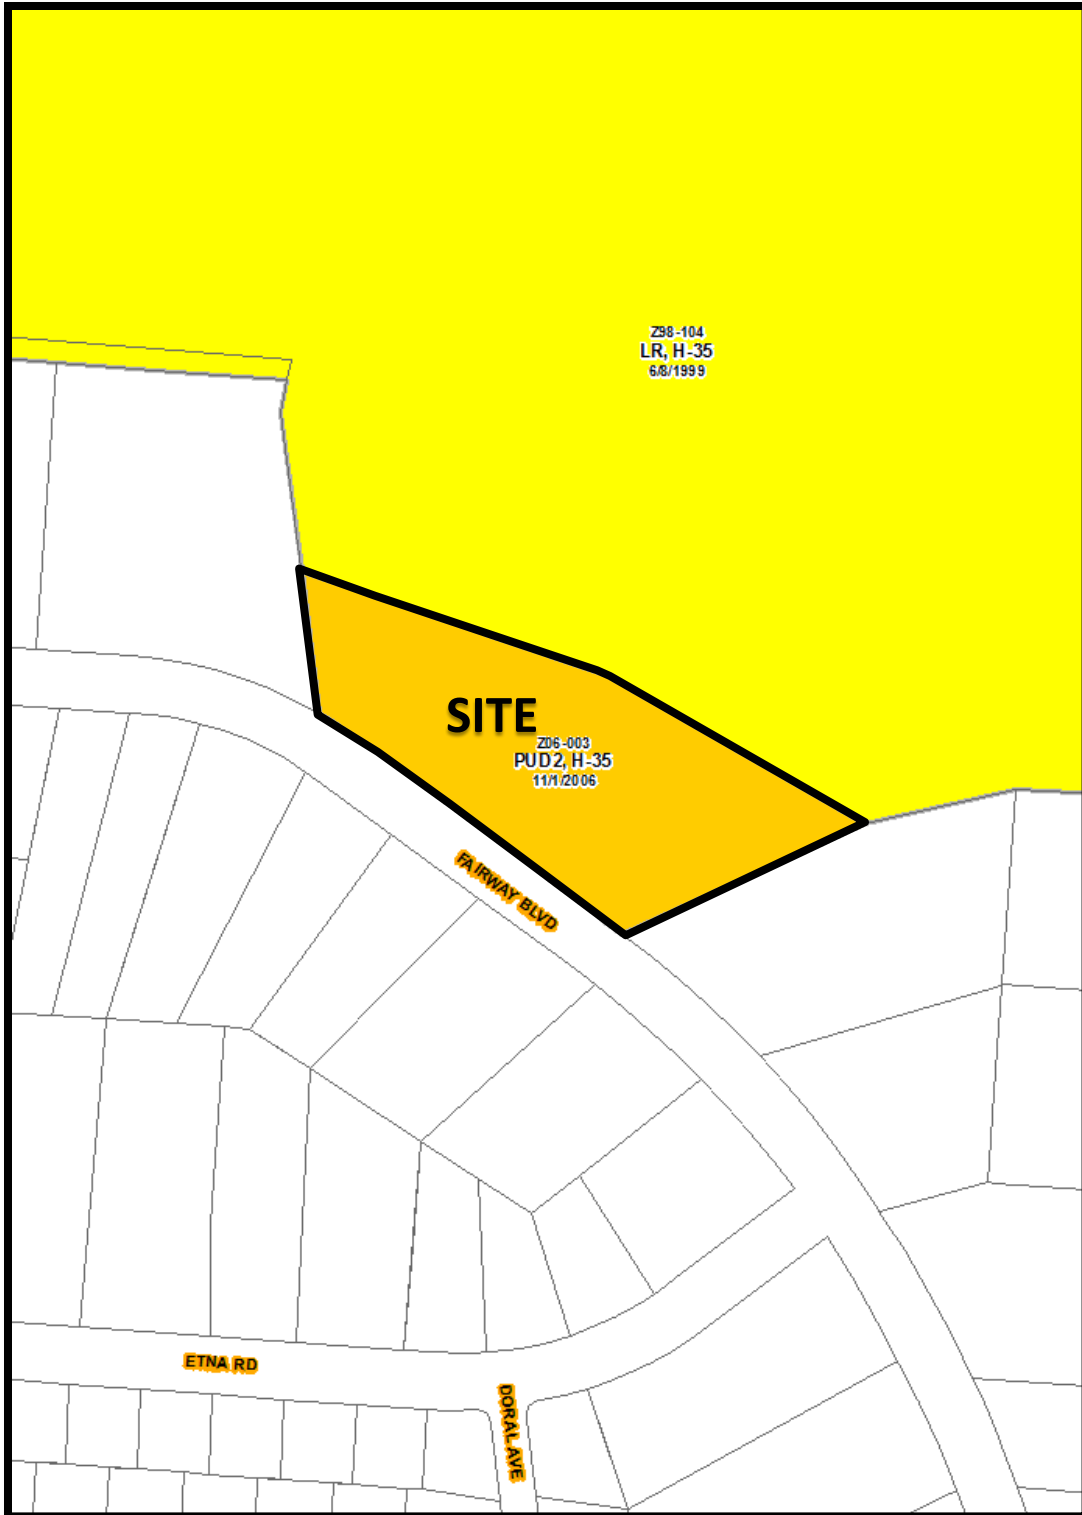 Z98-104
LR, H-35
6/8/1999
SITE
Z06-003
PUD2, H-35
11/1/2006
FAIRWAY BLVD
ETNA RD
DORAL AVE